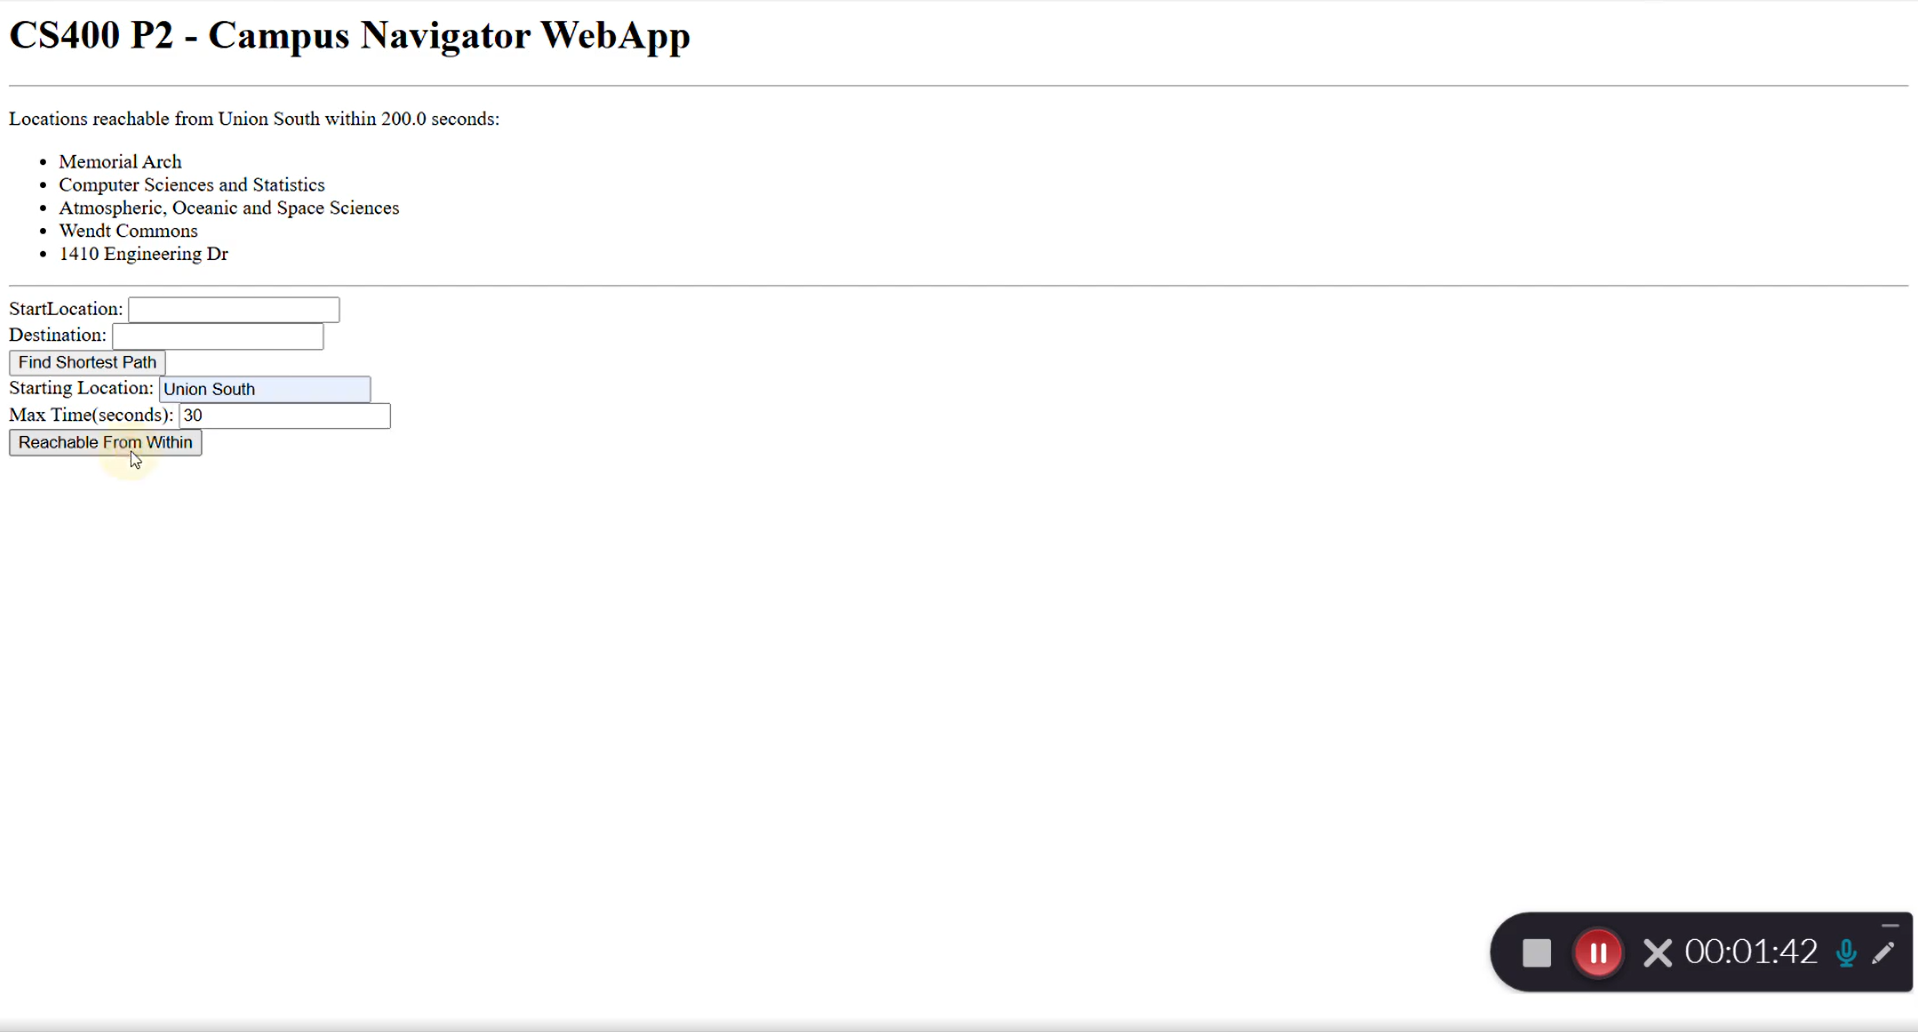 CS400 P2 - Campus Navigator WebApp
Locations reachable from Union South within 200.0 seconds:
Memorial Arch
Computer Sciences and Statistics
Atmospheric, Oceanic and Space Sciences
Wendt Commons
1410 Engineering Dr
StartLocation:
Destination:
Find Shortest Path
Starting Location: Union South
Max Time(seconds): 30
Reachable From Within
00:01:42